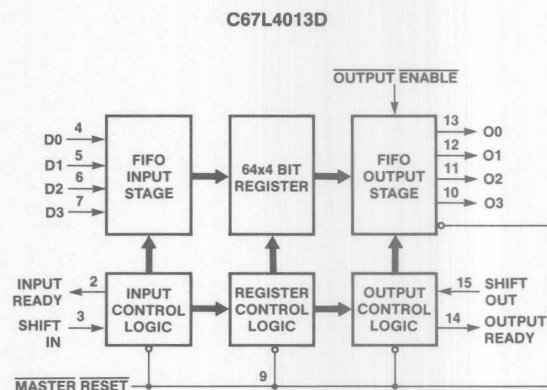 C67L4013D
OUTPUT ENABLE
D0 4
D1 5
D2 6
D3 7
FIFO
INPUT
STAGE
64x4 BIT
REGISTER
FIFO
OUTPUT
STAGE
13 O0
12 O1
11 O2
10 O3
INPUT
READY
2
SHIFT
IN
3
INPUT
CONTROL
LOGIC
REGISTER
CONTROL
LOGIC
OUTPUT
CONTROL
LOGIC
15 SHIFT
OUT
14 OUTPUT
READY
MASTER RESET
9